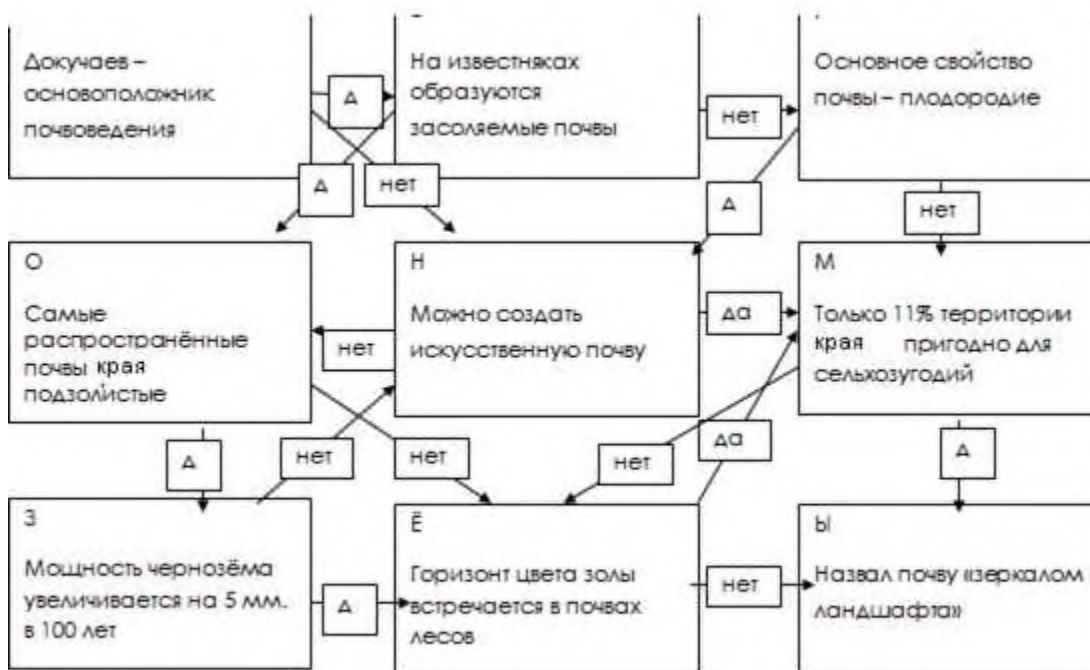 Докучаев –
основоположник
почвоведения
А
На известняках
образуются
засоляемые почвы
нет
Основное свойство
почвы – плодородие
А
нет
А
нет
О
Самые
распространённые
почвы края
подзолистые
нет
Н
Можно создать
искусственную почву
да
М
Только 11% территории
края пригодно для
сельхозугодий
А
нет
нет
нет
да
А
З
Мощность чернозёма
увеличивается на 5 мм.
в 100 лет
А
Ё
Горизонт цвета золы
встречается в почвах
лесов
нет
Ы
Назвал почву «зеркалом
ландшафта»